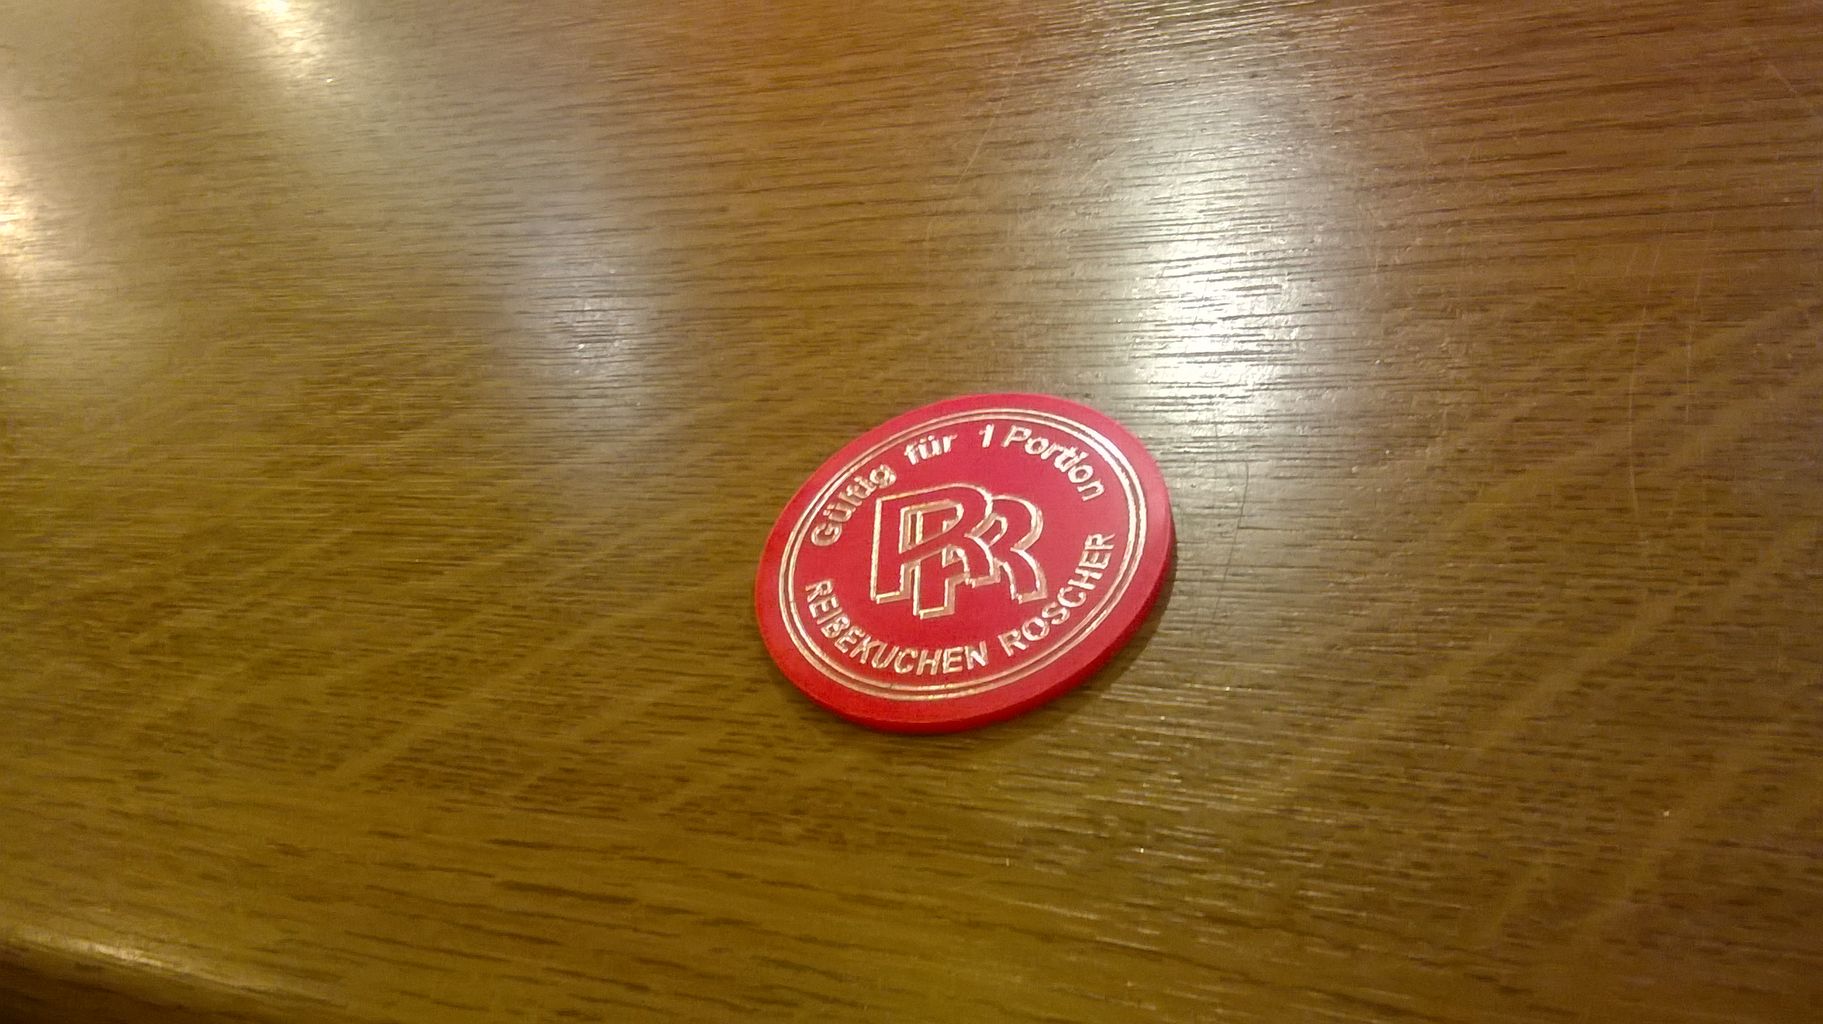 Gültig für 1 Portion
RR
REIBEKUCHEN ROSCHER